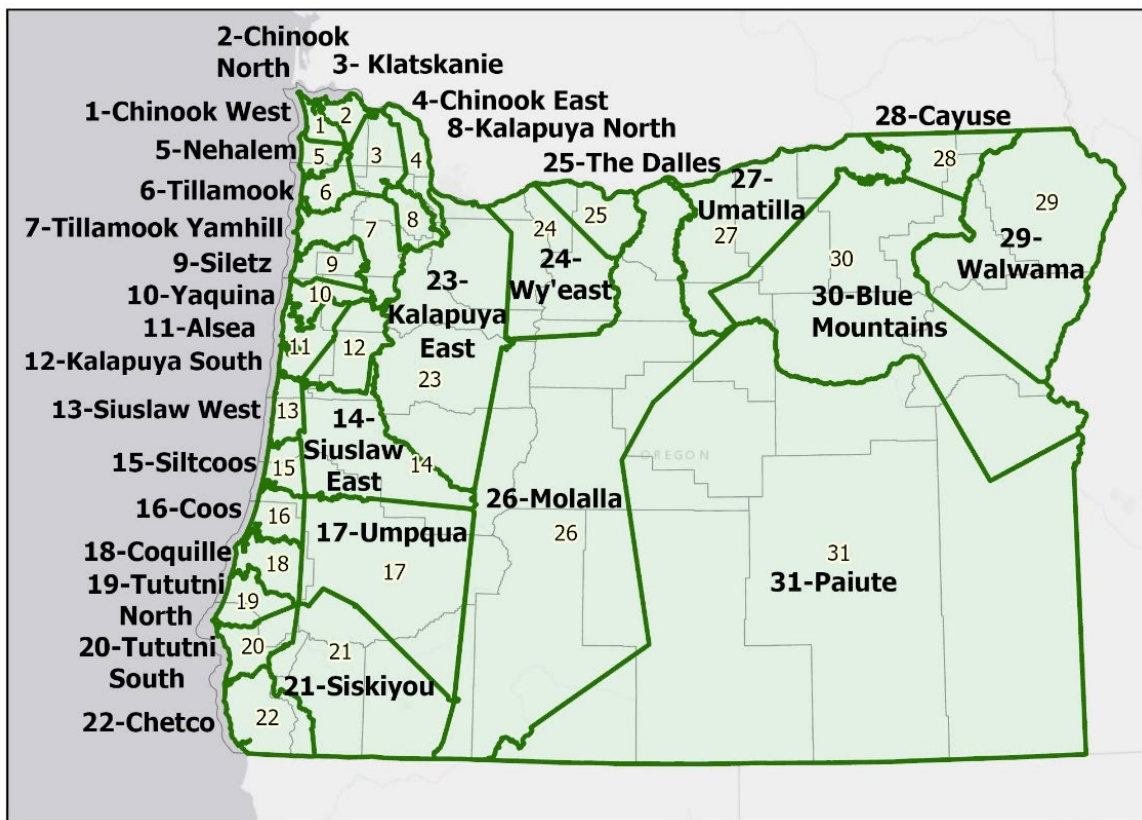 2-Chinook
North
3- Klatskanie
1-Chinook West
4-Chinook East
8-Kalapuya North
28-Cayuse
5-Nehalem
25-The Dalles
6-Tillamook
27-
Umatilla
7-Tillamook Yamhill
29-
Walwama
9-Siletz
24-
Wy'east
23-
Kalapuya
East
10-Yaquina
30-Blue
Mountains
11-Alsea
12-Kalapuya South
13-Siuslaw West
14-
Siuslaw
East
15-Siltcoos
OREGON
16-Coos
26-Molalla
17-Umpqua
18-Coquille
31-Paiute
19-Tututni
North
20-Tututni
South
21-Siskiyou
22-Chetco
1
2
3
4
5
6
7
8
9
10
11
12
13
14
15
16
17
18
19
20
21
22
23
24
25
26
27
28
29
30
31